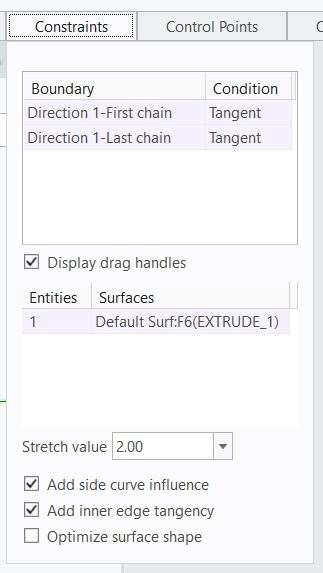 Constraints Control Points
Boundary Condition
Direction 1-First chain Tangent
Direction 1-Last chain Tangent
Display drag handles
Entities Surfaces
1 Default Surf:F6(EXTRUDE_1)
Stretch value 2.00
Add side curve influence
Add inner edge tangency
Optimize surface shape